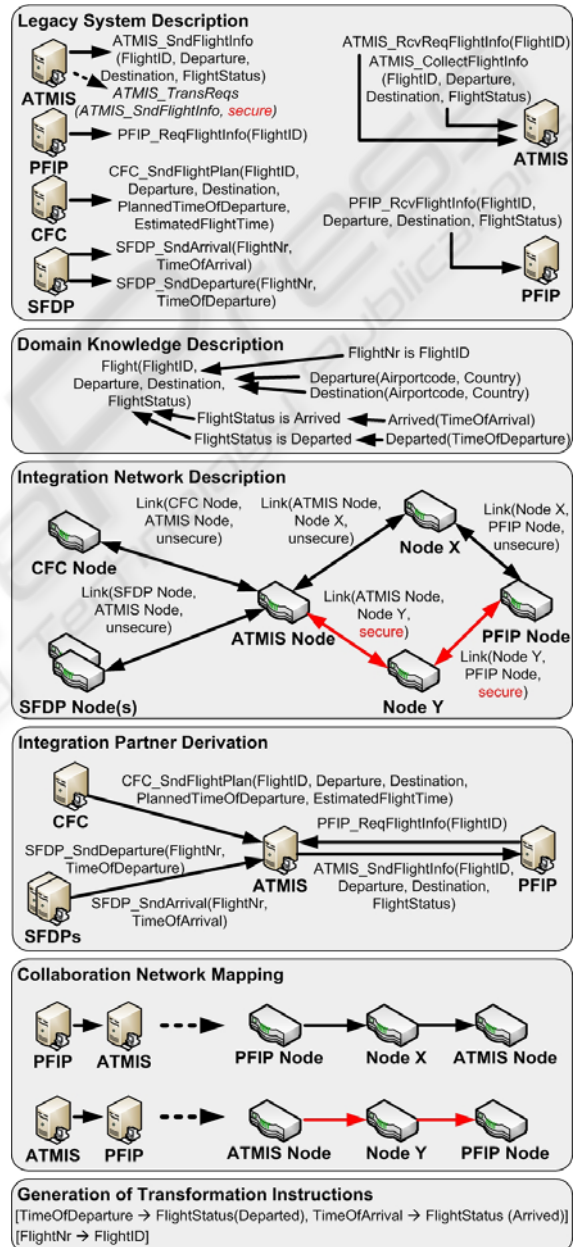 Legacy System Description
ATMIS_SndFlightInfo
(FlightID, Departure,
Destination, FlightStatus)
ATMIS_TransReqs
(ATMIS_SndFlightInfo, secure)
ATMIS
PFIP_ReqFlightInfo(FlightID)
PFIP
CFC_SndFlightPlan(FlightID,
Departure, Destination,
PlannedTimeOfDeparture,
EstimatedFlightTime)
CFC
SFDP_SndArrival(FlightNr,
TimeOfArrival)
SFDP_SndDeparture(FlightNr,
TimeOfDeparture)
SFDP
ATMIS_RcvReqFlightInfo(FlightID)
ATMIS_CollectFlightInfo
(FlightID, Departure,
Destination, FlightStatus)
ATMIS
PFIP_RcvFlightInfo(FlightID,
Departure, Destination, FlightStatus)
PFIP
Domain Knowledge Description
Flight(FlightID,
Departure, Destination,
FlightStatus)
FlightNr is FlightID
Departure(Airportcode, Country)
Destination(Airportcode, Country)
FlightStatus is Arrived
Arrived(TimeOfArrival)
FlightStatus is Departed
Departed(TimeOfDeparture)
Integration Network Description
Link(CFC Node,
ATMIS Node,
unsecure)
Link(ATMIS Node,
Node X,
unsecure)
Link(Node X,
PFIP Node,
unsecure)
CFC Node
Node X
Link(SFDP Node,
ATMIS Node,
unsecure)
ATMIS Node
Link(ATMIS Node,
Node Y,
secure)
PFIP Node
Link(Node Y,
PFIP Node,
secure)
SFDP Node(s)
Node Y
Integration Partner Derivation
CFC_SndFlightPlan(FlightID, Departure, Destination,
PlannedTimeOfDeparture, EstimatedFlightTime)
CFC
PFIP_ReqFlightInfo(FlightID)
SFDP_SndDeparture(FlightNr,
TimeOfDeparture)
ATMIS
ATMIS_SndFlightInfo(FlightID,
Departure, Destination,
FlightStatus)
PFIP
SFDP_SndArrival(FlightNr,
TimeOfArrival)
SFDPs
Collaboration Network Mapping
PFIP
ATMIS
PFIP Node
Node X
ATMIS Node
ATMIS
PFIP
ATMIS Node
Node Y
PFIP Node
Generation of Transformation Instructions
[TimeOfDeparture → FlightStatus(Departed), TimeOfArrival → FlightStatus (Arrived)]
[FlightNr → FlightID]